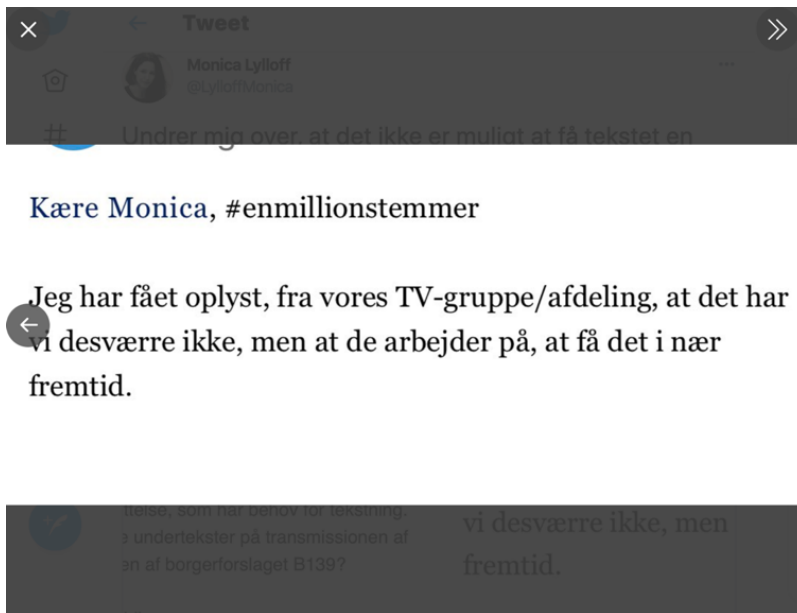 Tweet
Monica Lylloff
@LylloffMonica
Undrer mig over, at det ikke er muligt at få tekstet en
Kære Monica, #enmillionstemmer
Jeg har fået oplyst, fra vores TV-gruppe/afdeling, at det har
vi desværre ikke, men at de arbejder på, at få det i nær
fremtid.
som har behov for tekstning.
undertekster på transmissionen af
en af borgerforslaget B139?
vi desværre ikke, men
fremtid.